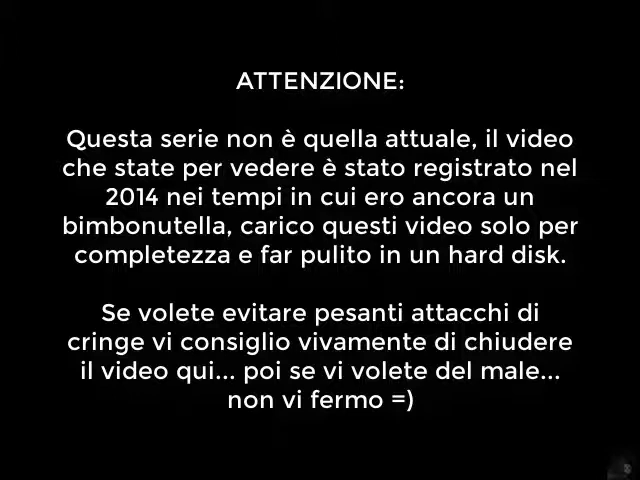 ATTENZIONE:
Questa serie non è quella attuale, il video
che state per vedere è stato registrato nel
2014 nei tempi in cui ero ancora un
bimbonutella, carico questi video solo per
completezza e far pulito in un hard disk.
Se volete evitare pesanti attacchi di
cringe vi consiglio vivamente di chiudere
il video qui... poi se vi volete del male...
non vi fermo =)